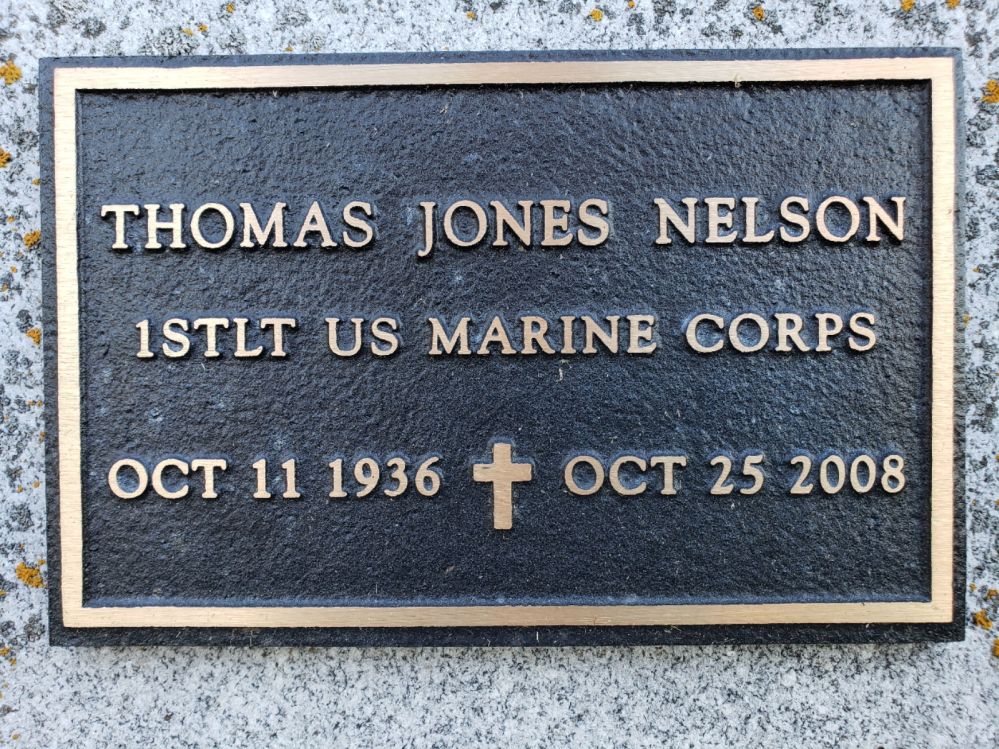 THOMAS JONES NELSON
1STLT US MARINE CORPS
OCT 11 1936 OCT 25 2008